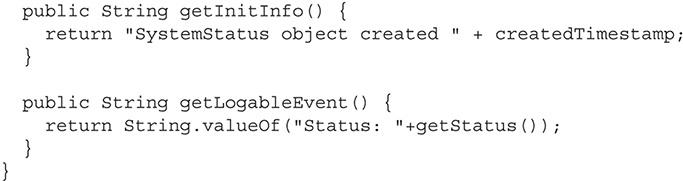 public String getInitInfo() {
    return "SystemStatus object created " + createdTimestamp;
  }

  public String getLogableEvent() {
    return String.valueOf("Status: "+getStatus());
  }
}